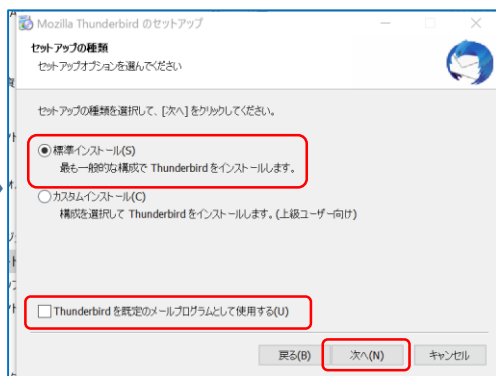 Mozilla Thunderbird のセットアップ
セットアップの種類
セットアップオプションを選んでください
セットアップの種類を選択して、[次へ] をクリックしてください。
標準インストール(S)
最も一般的な構成で Thunderbird をインストールします。
カスタムインストール(C)
構成を選択して Thunderbird をインストールします。(上級ユーザー向け)
Thunderbird を既定のメールプログラムとして使用する(U)
戻る(B) 次へ(N) キャンセル